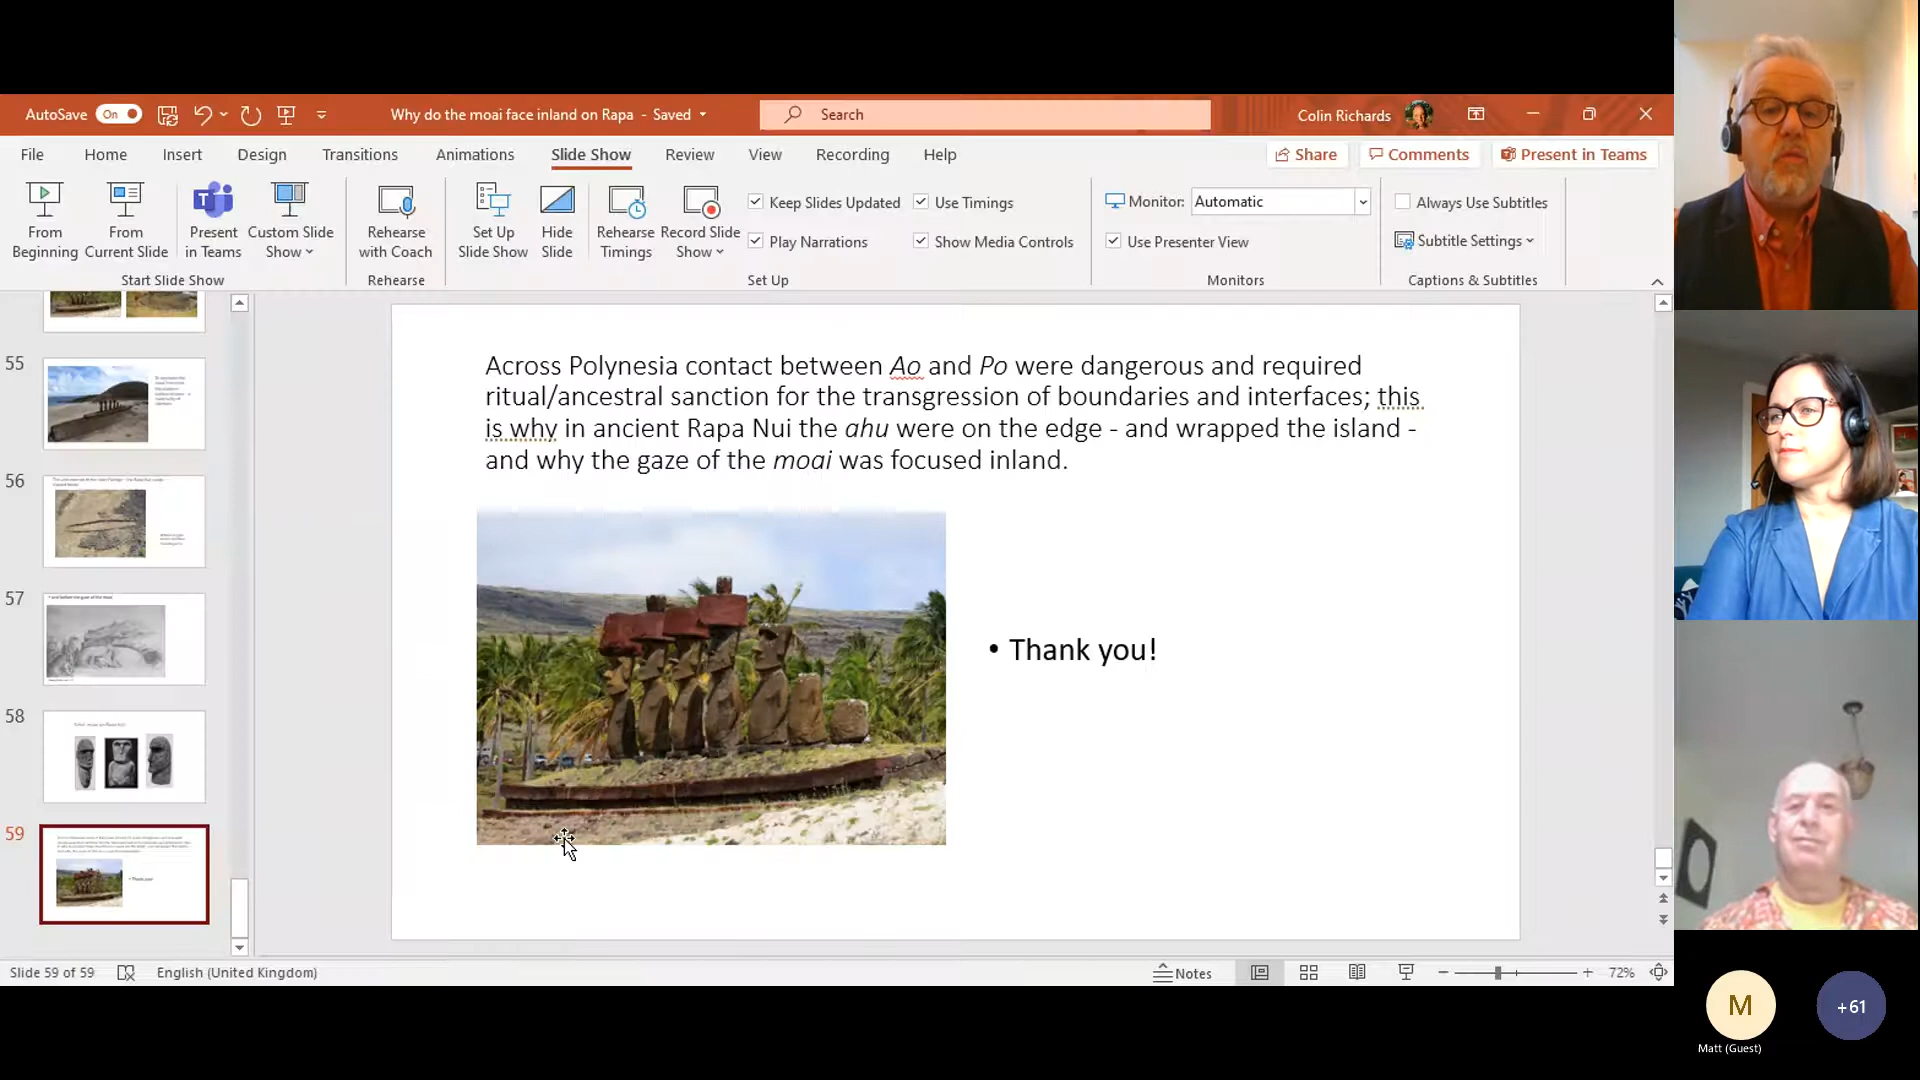 AutoSave On
Why do the moai face inland on Rapa - Saved
Search
Colin Richards
File Home Insert Design Transitions Animations Slide Show Review View Recording Help
Share Comments Present in Teams
From Beginning
From Current Slide
Present in Teams
Custom Slide Show
Start Slide Show
Rehearse with Coach
Rehearse
Set Up Slide Show
Hide Slide
Rehearse Timings
Record Slide Show
Keep Slides Updated
Play Narrations
Use Timings
Show Media Controls
Set Up
Monitor: Automatic
Use Presenter View
Monitors
Always Use Subtitles
Subtitle Settings
Captions & Subtitles
55
56
57
58
59
Across Polynesia contact between Ao and Po were dangerous and required
ritual/ancestral sanction for the transgression of boundaries and interfaces; this
is why in ancient Rapa Nui the ahu were on the edge - and wrapped the island -
and why the gaze of the moai was focused inland.
• Thank you!
Slide 59 of 59
English (United Kingdom)
Notes
72%
M
+61
Matt (Guest)